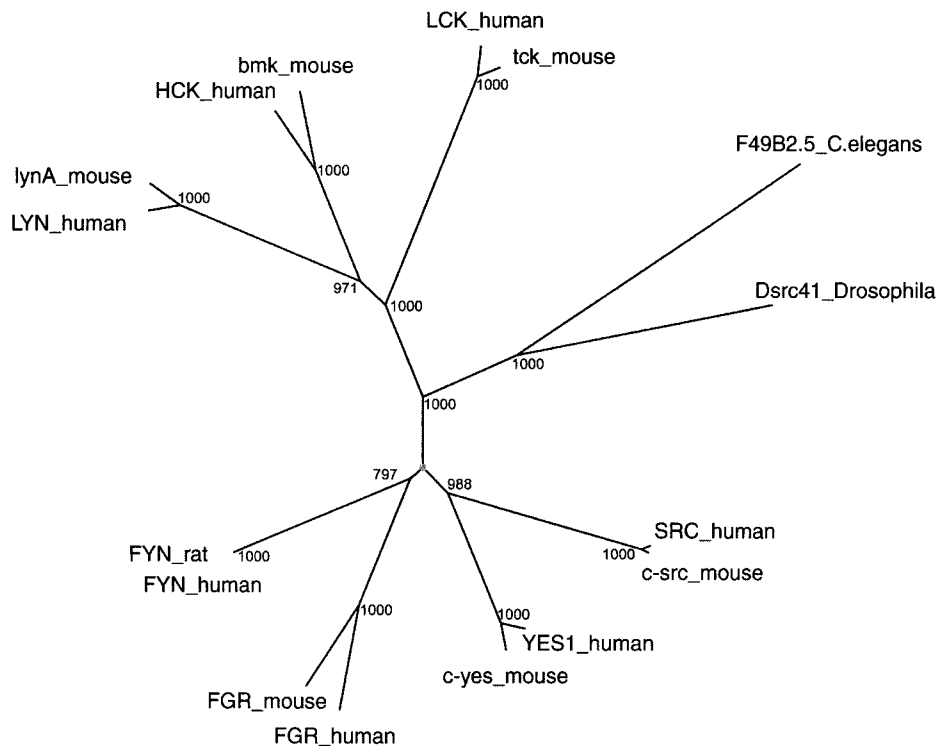 LCK_human
tck_mouse
1000
bmk_mouse
HCK_human
1000
F49B2.5_C.elegans
lynA_mouse
1000
LYN_human
971
1000
Dsrc41_Drosophila
1000
1000
797
988
SRC_human
1000
c-src_mouse
FYN_rat
1000
FYN_human
1000
1000
YES1_human
c-yes_mouse
FGR_mouse
FGR_human